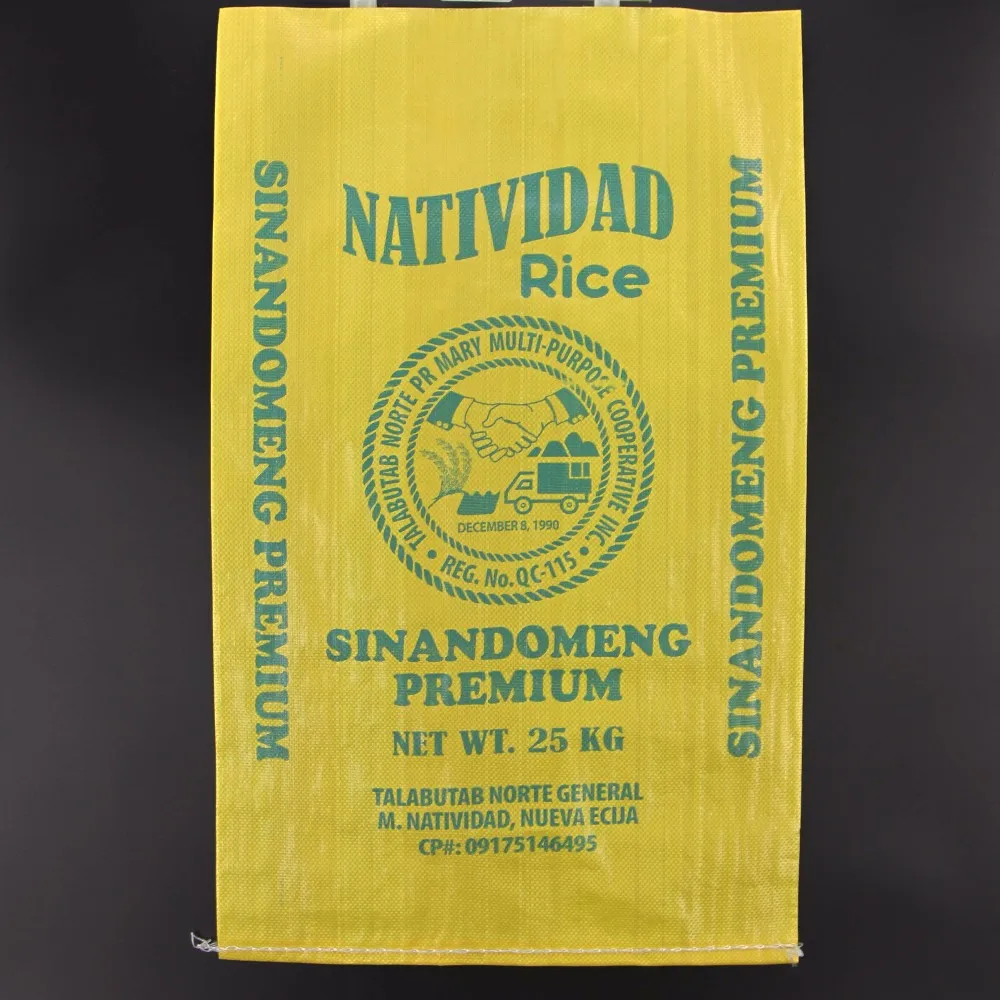 NATIVIDAD
Rice
SINANDOMENG PREMIUM
SINANDOMENG PREMIUM
TALABUTAB NORTE PR MARY MULTI-PURPOSE COOPERATIVE INC
DECEMBER 8, 1990
• REG. No. QC-115 •
SINANDOMENG
PREMIUM
NET WT. 25 KG
TALABUTAB NORTE GENERAL
M. NATIVIDAD, NUEVA ECIJA
CP#: 09175146495